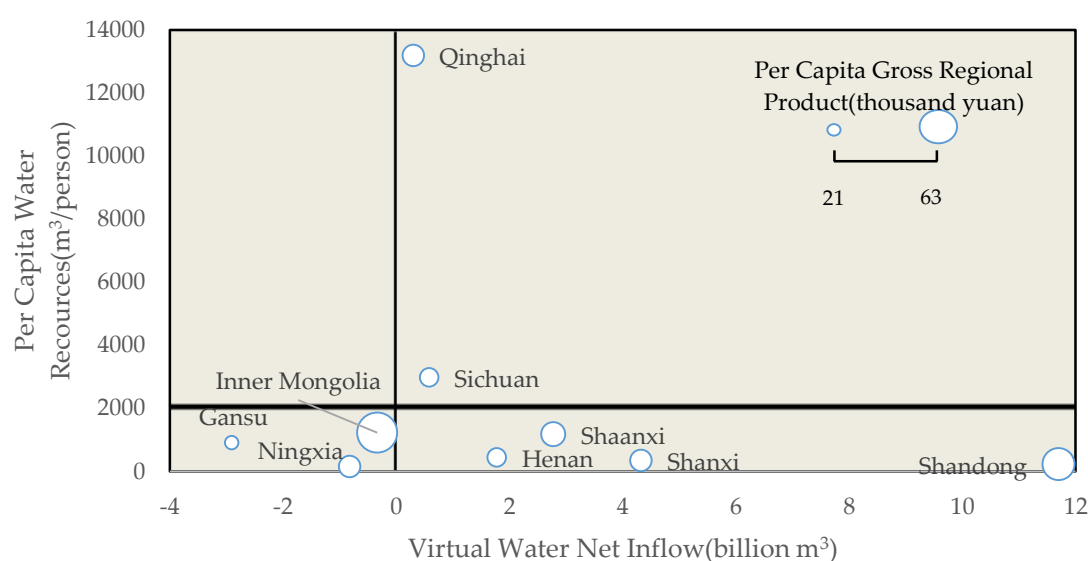 14000
12000
10000
8000
6000
4000
2000
0
Per Capita Water
Recources(m³/person)
Qinghai
Per Capita Gross Regional
Product(thousand yuan)
21 63
Inner Mongolia
Sichuan
Gansu
Ningxia
Shaanxi
Henan
Shanxi
Shandong
-4 -2 0 2 4 6 8 10 12
Virtual Water Net Inflow(billion m³)